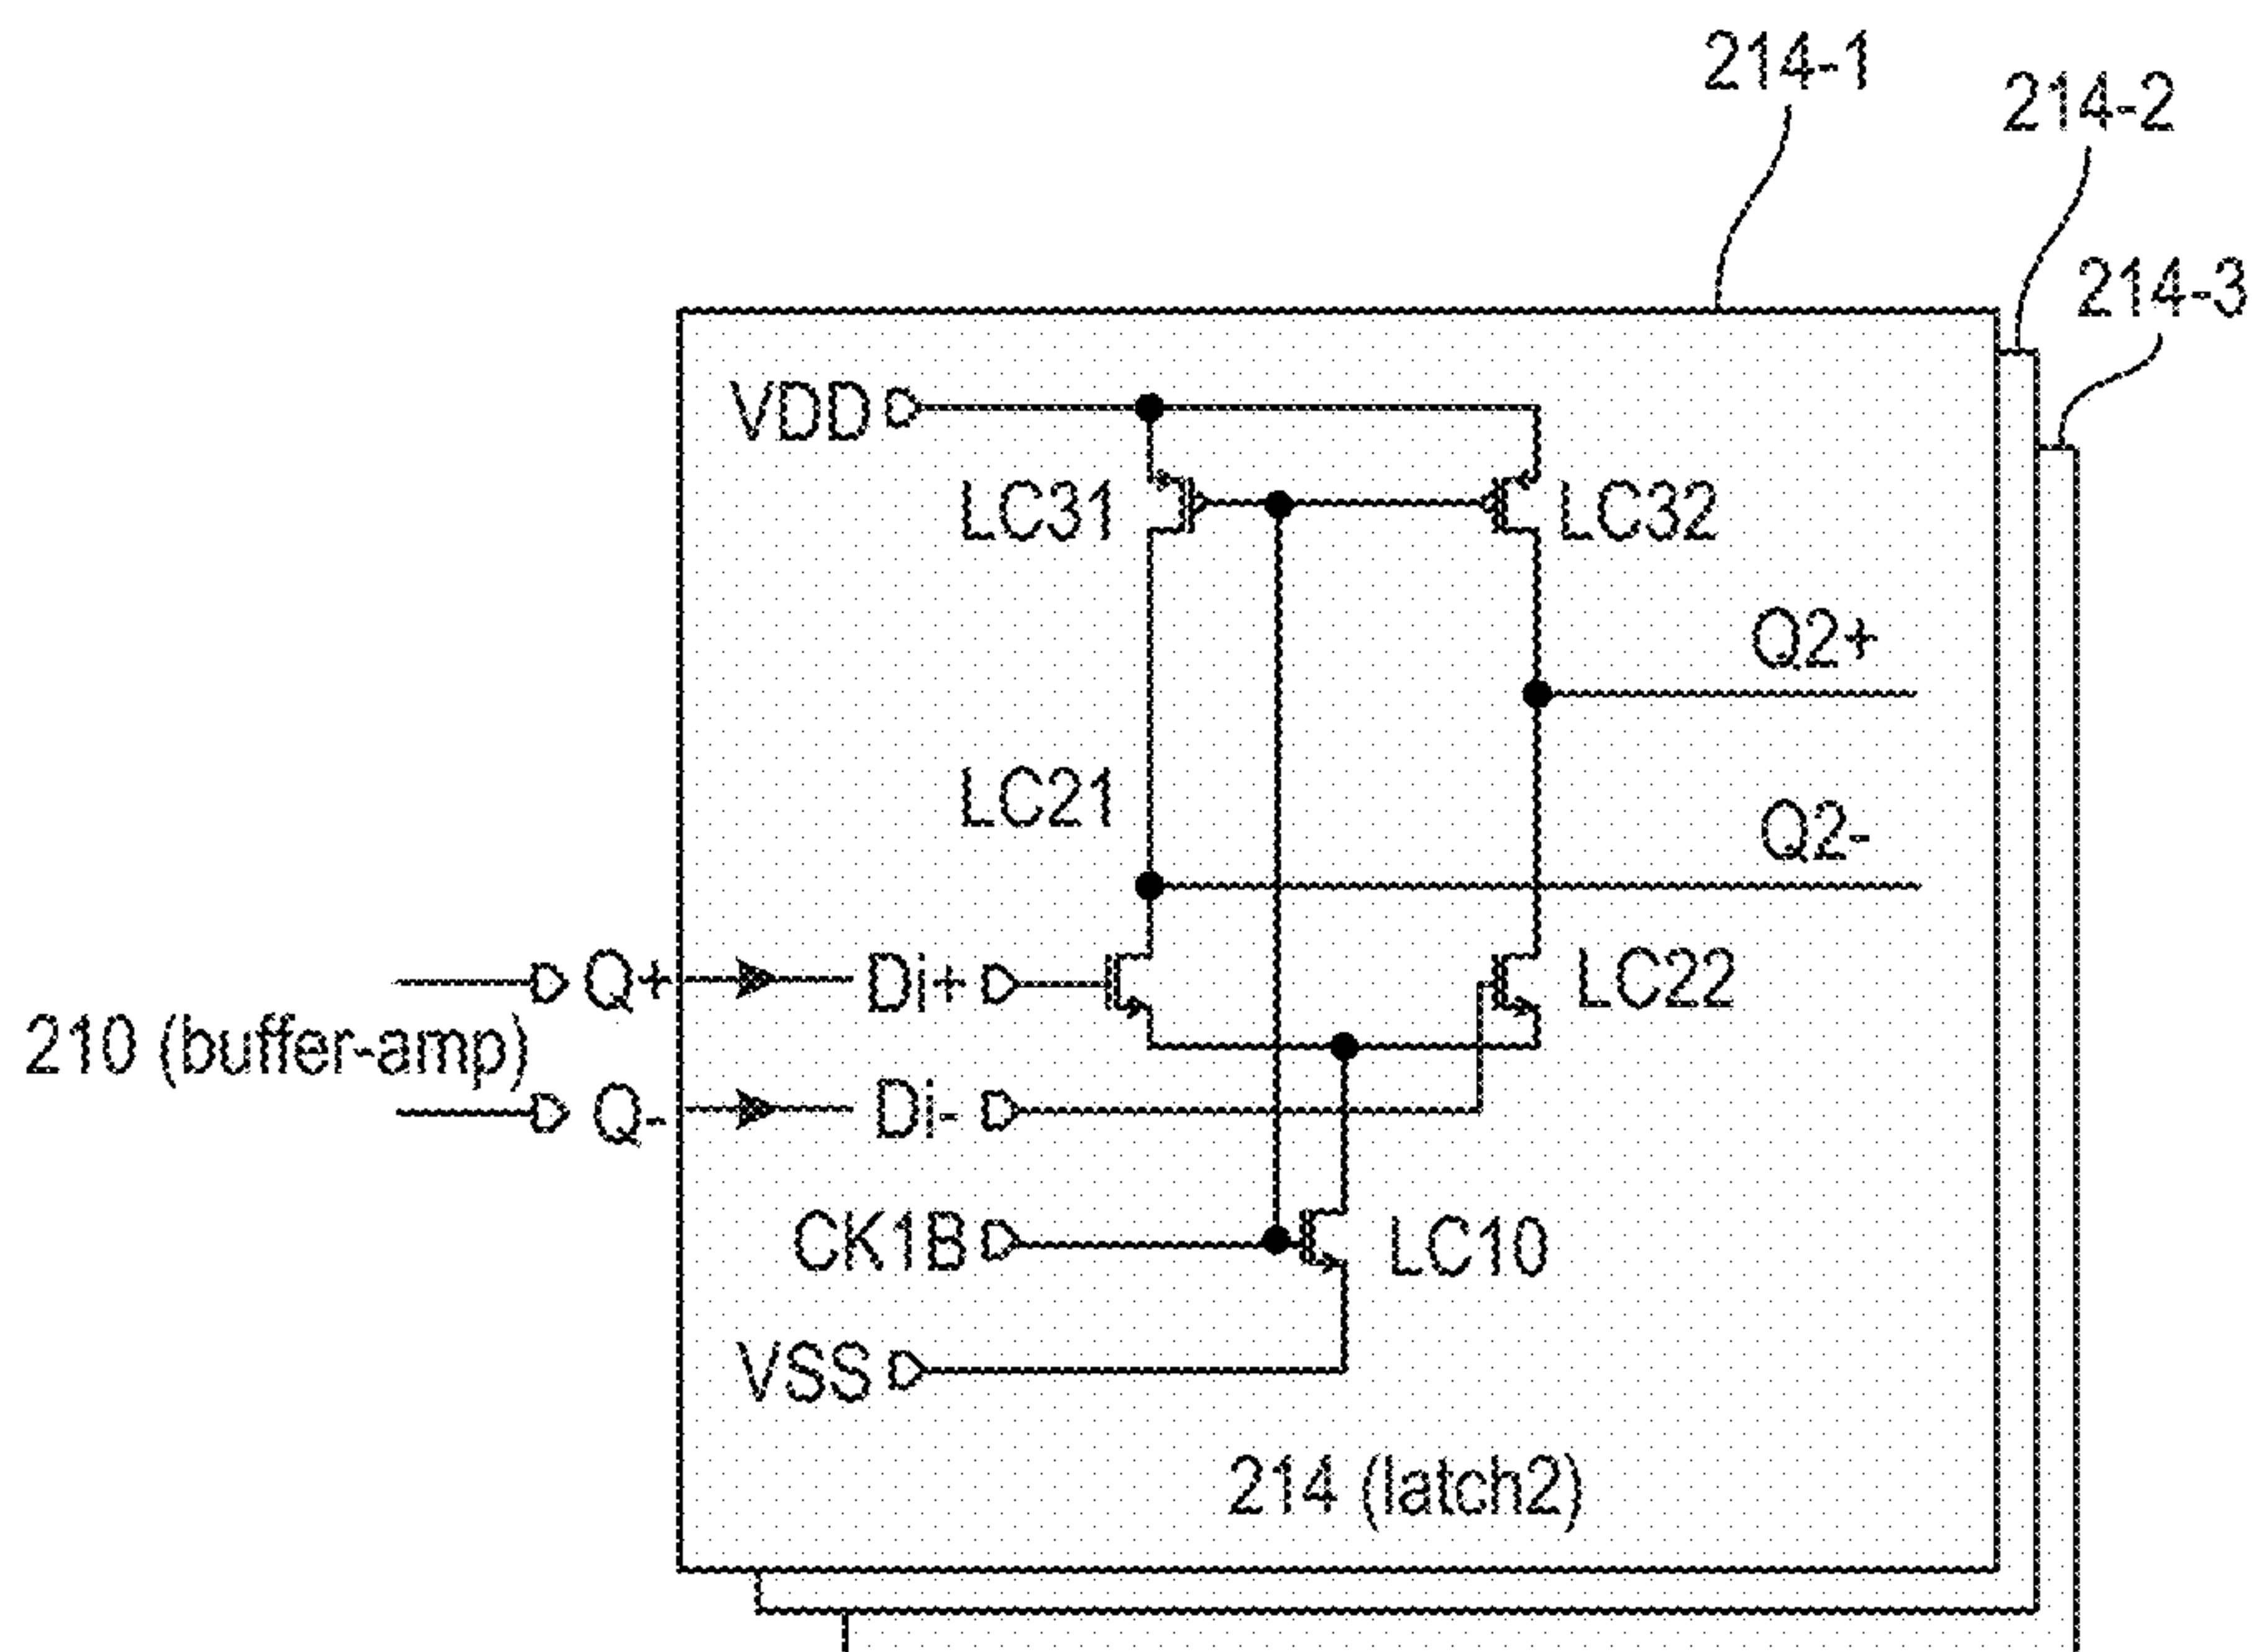 214-1
214-2
214-3
VDD
LC31
LC32
Q2+
LC21
Q2-
Q+
Di+
LC22
210 (buffer-amp)
Q-
Di-
CK1B
LC10
VSS
214 (latch2)